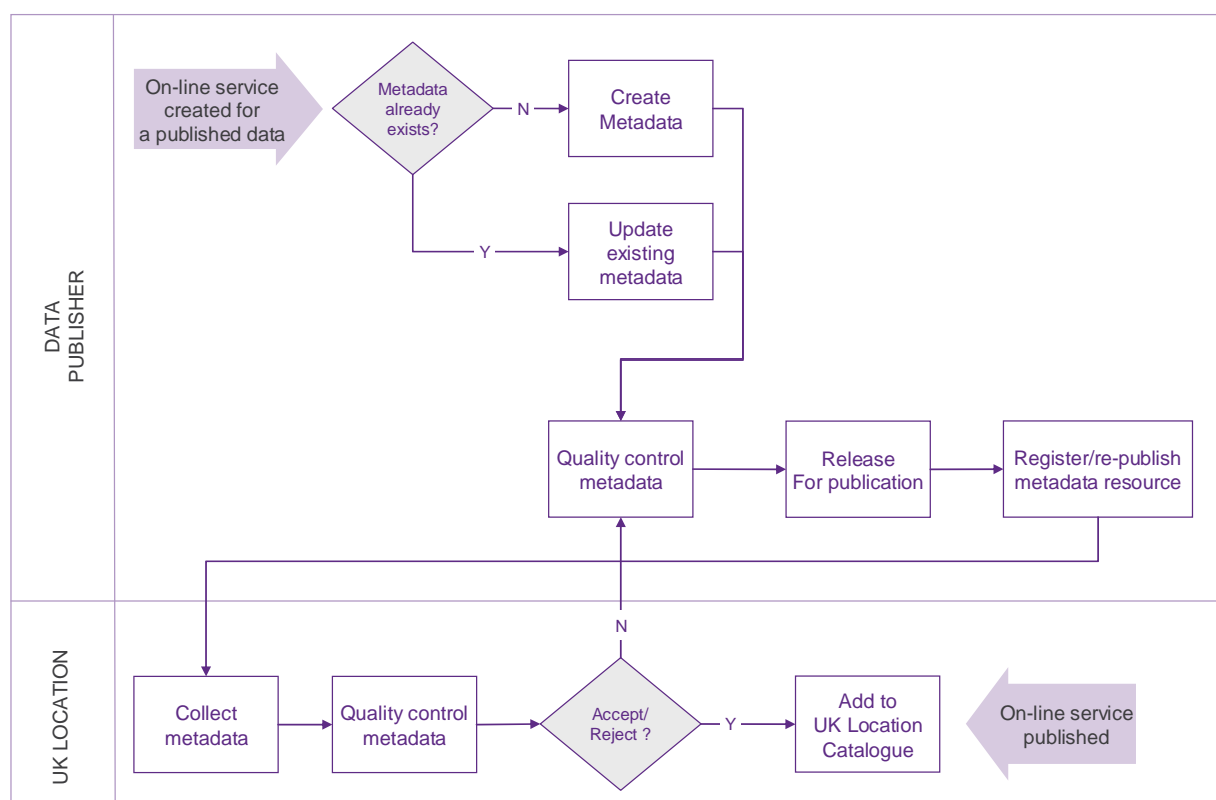 DATA
PUBLISHER
On-line service
created for
a published data
Metadata
already
exists?
N
Create
Metadata
Y
Update
existing
metadata
Quality control
metadata
Release
For publication
Register/re-publish
metadata resource
UK LOCATION
Collect
metadata
Quality control
metadata
N
Accept/
Reject ?
Y
Add to
UK Location
Catalogue
On-line service
published